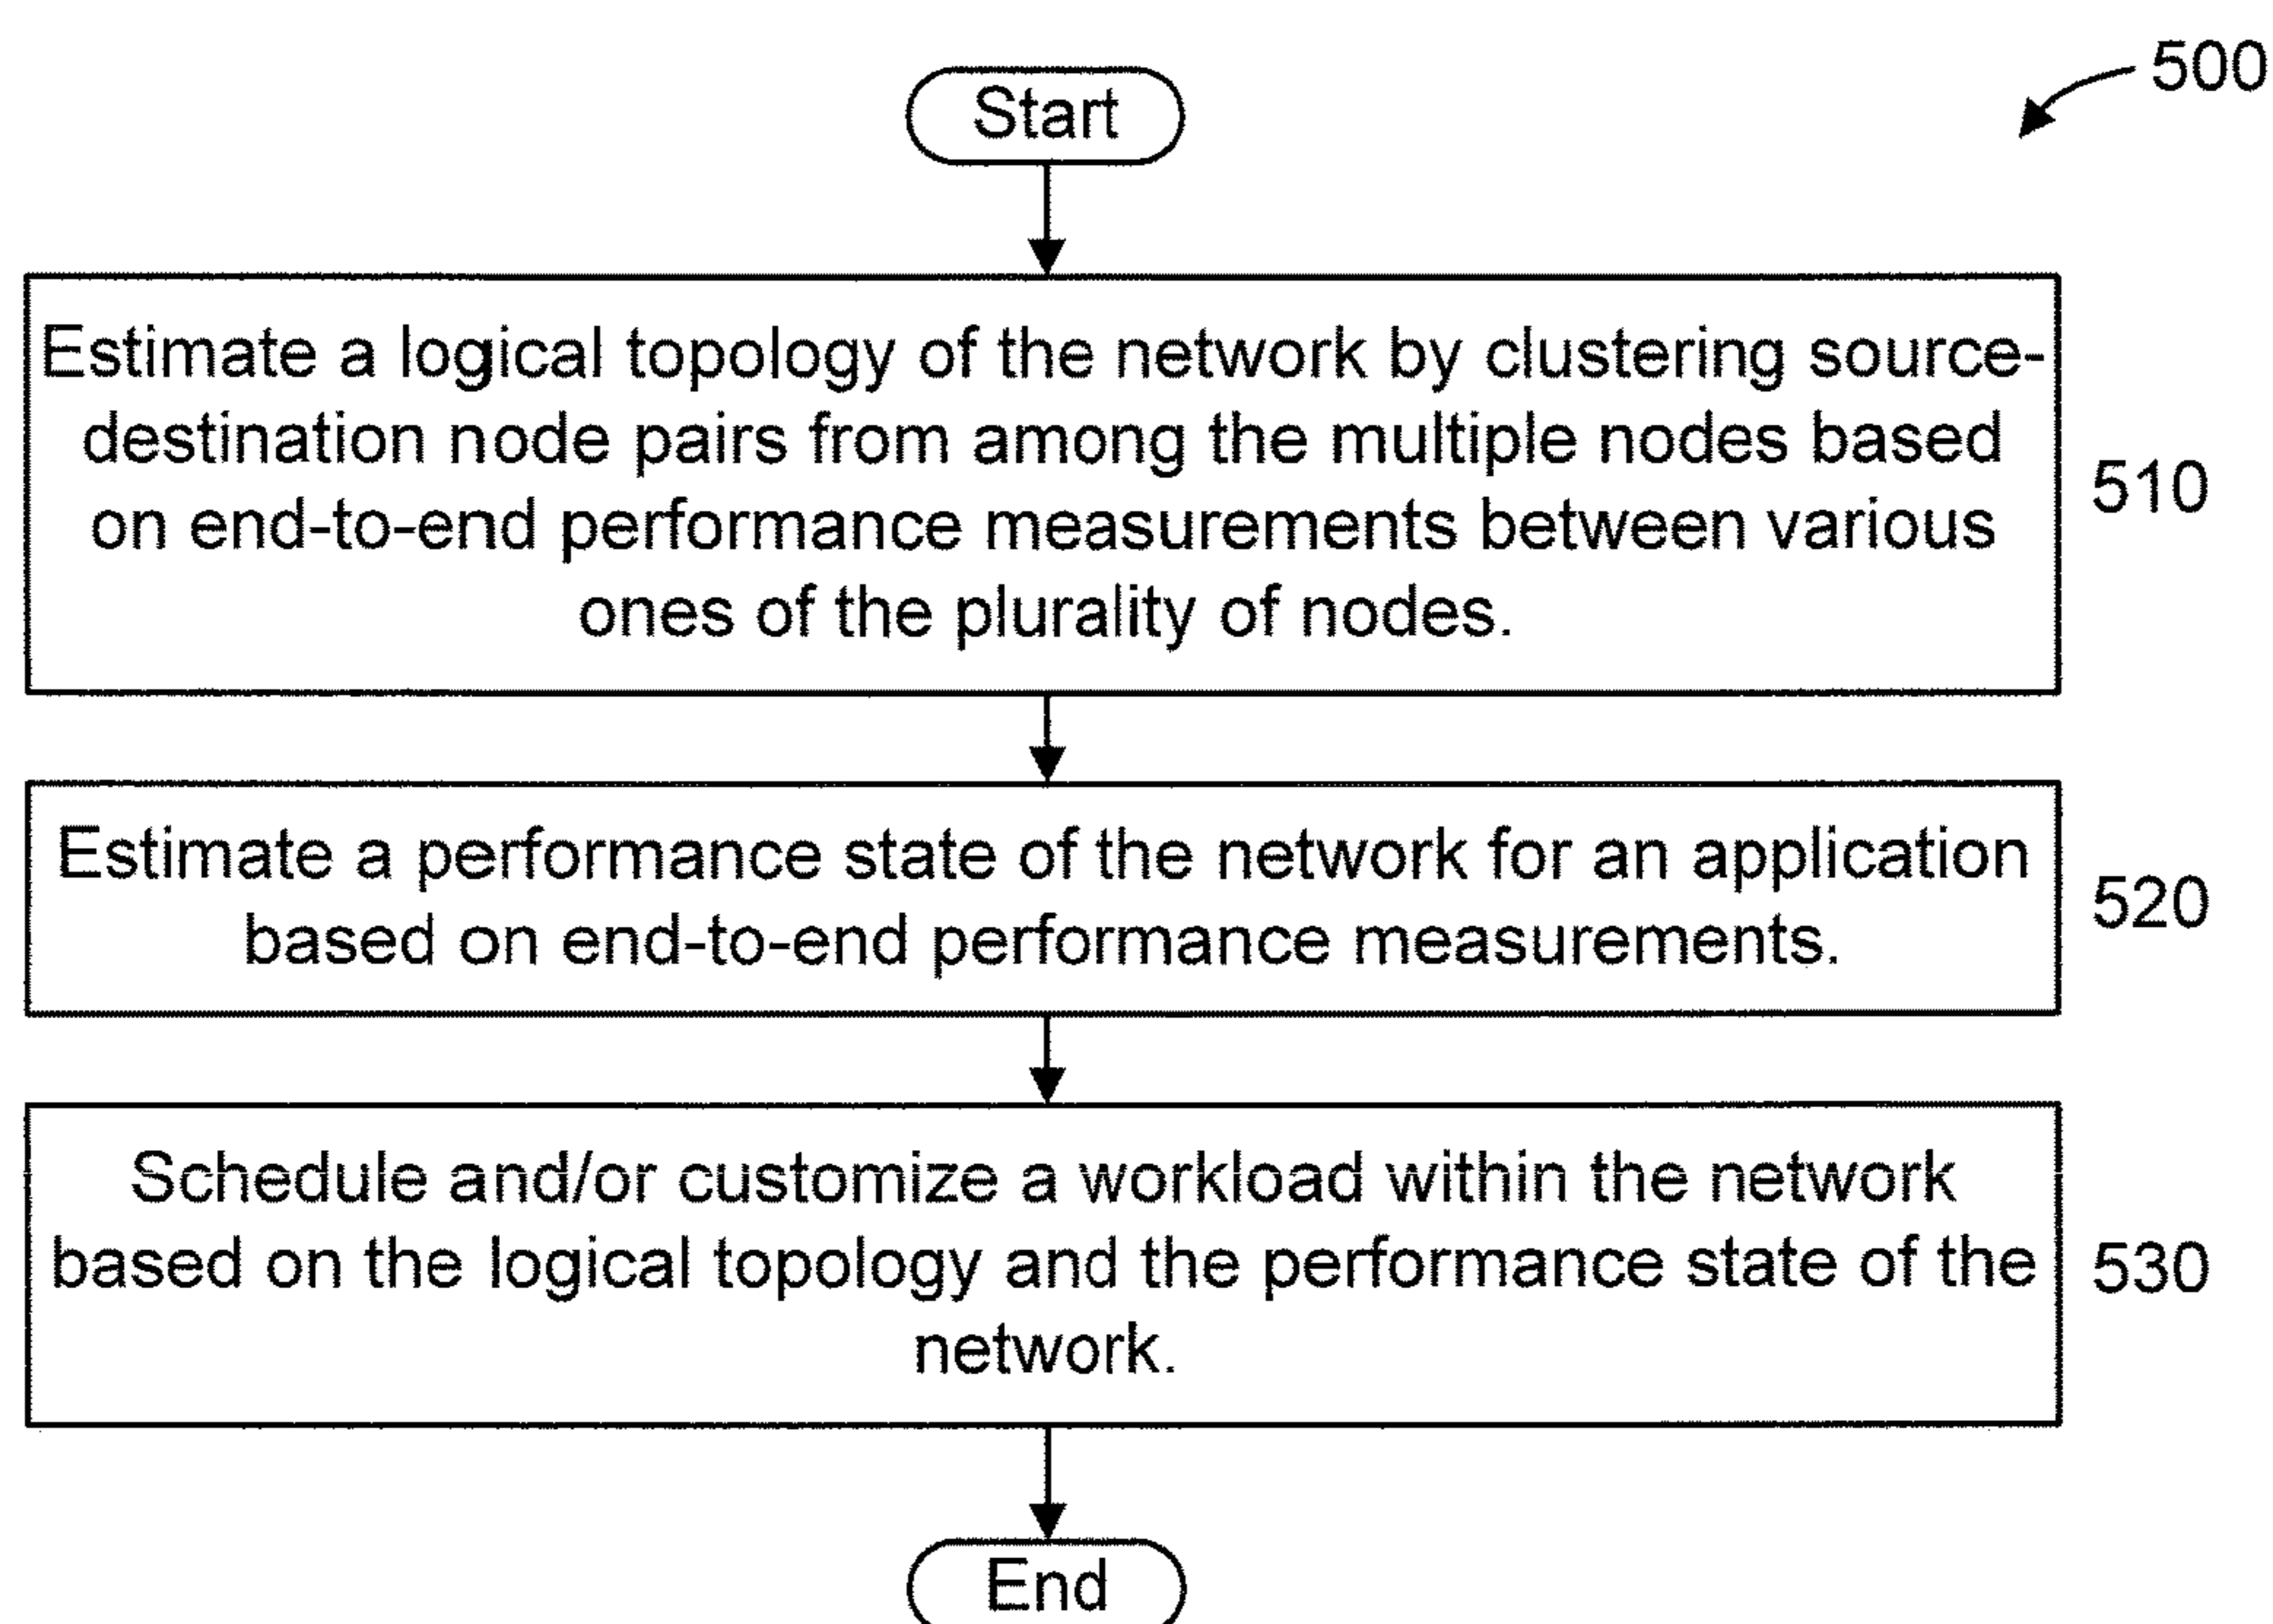 500
Start
Estimate a logical topology of the network by clustering source-
destination node pairs from among the multiple nodes based
on end-to-end performance measurements between various
ones of the plurality of nodes.
510
Estimate a performance state of the network for an application
based on end-to-end performance measurements.
520
Schedule and/or customize a workload within the network
based on the logical topology and the performance state of the
network.
530
End